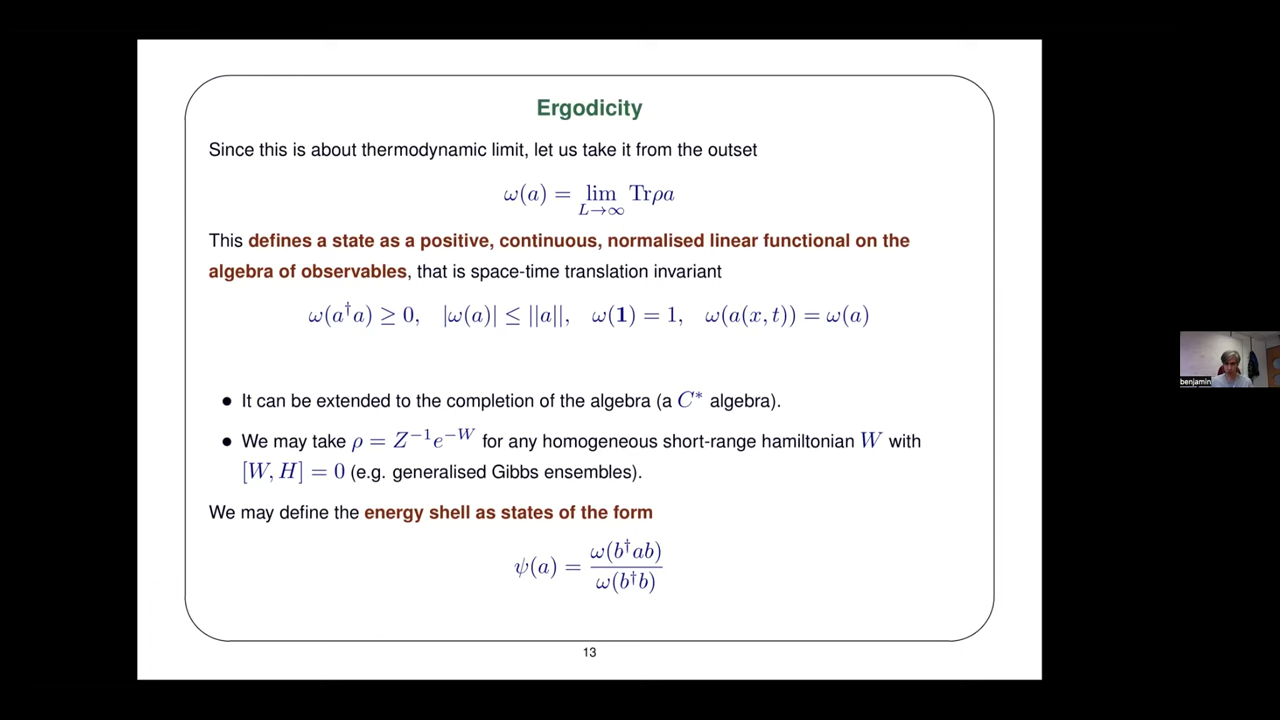 Ergodicity
Since this is about thermodynamic limit, let us take it from the outset
ω(a) = lim Trρa
L→∞
This defines a state as a positive, continuous, normalised linear functional on the
algebra of observables, that is space-time translation invariant
ω(a†a) ≥ 0, |ω(a)| ≤ ||a||, ω(1) = 1, ω(a(x, t)) = ω(a)
● It can be extended to the completion of the algebra (a C* algebra).
● We may take ρ = Z⁻¹e⁻ᵂ for any homogeneous short-range hamiltonian W with
[W, H] = 0 (e.g. generalised Gibbs ensembles).
We may define the energy shell as states of the form
ψ(a) = ω(b†ab) / ω(b†b)
13
benjamin